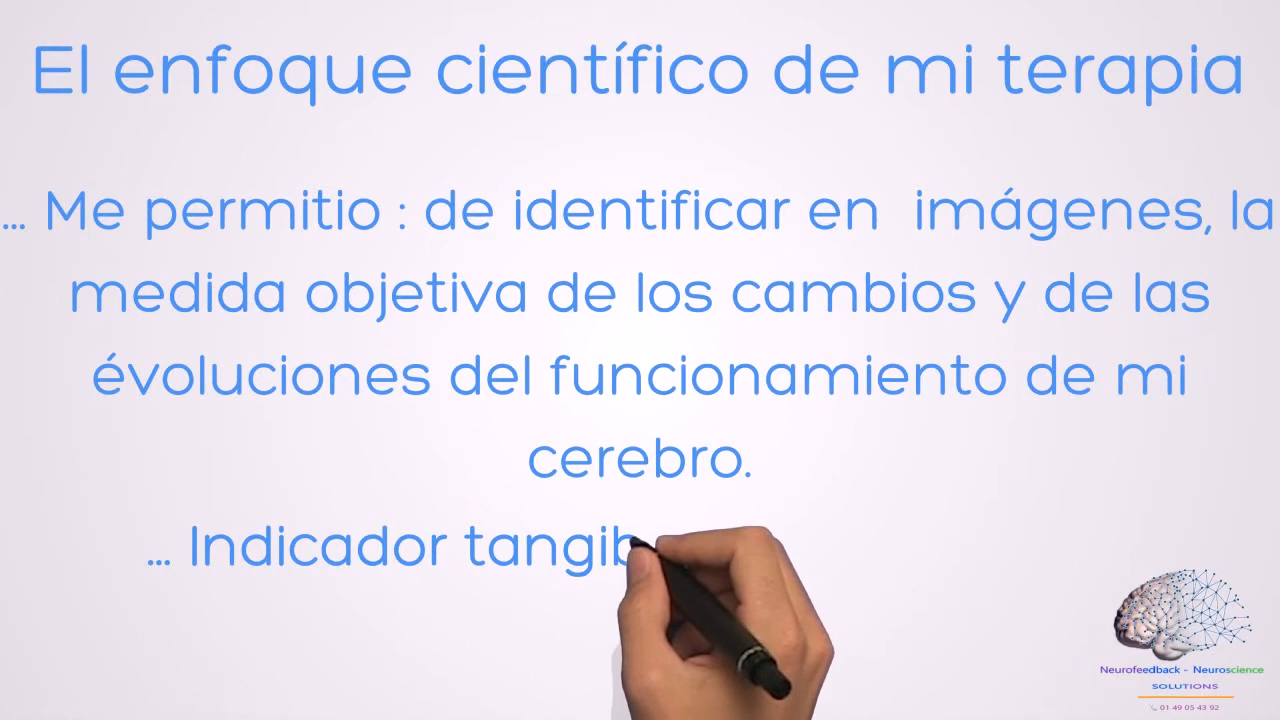 El enfoque científico de mi terapia
... Me permitio : de identificar en imágenes, la
medida objetiva de los cambios y de las
évoluciones del funcionamiento de mi
cerebro.
... Indicador tangib
Neurofeedback - Neuroscience
SOLUTIONS
01 49 05 43 92